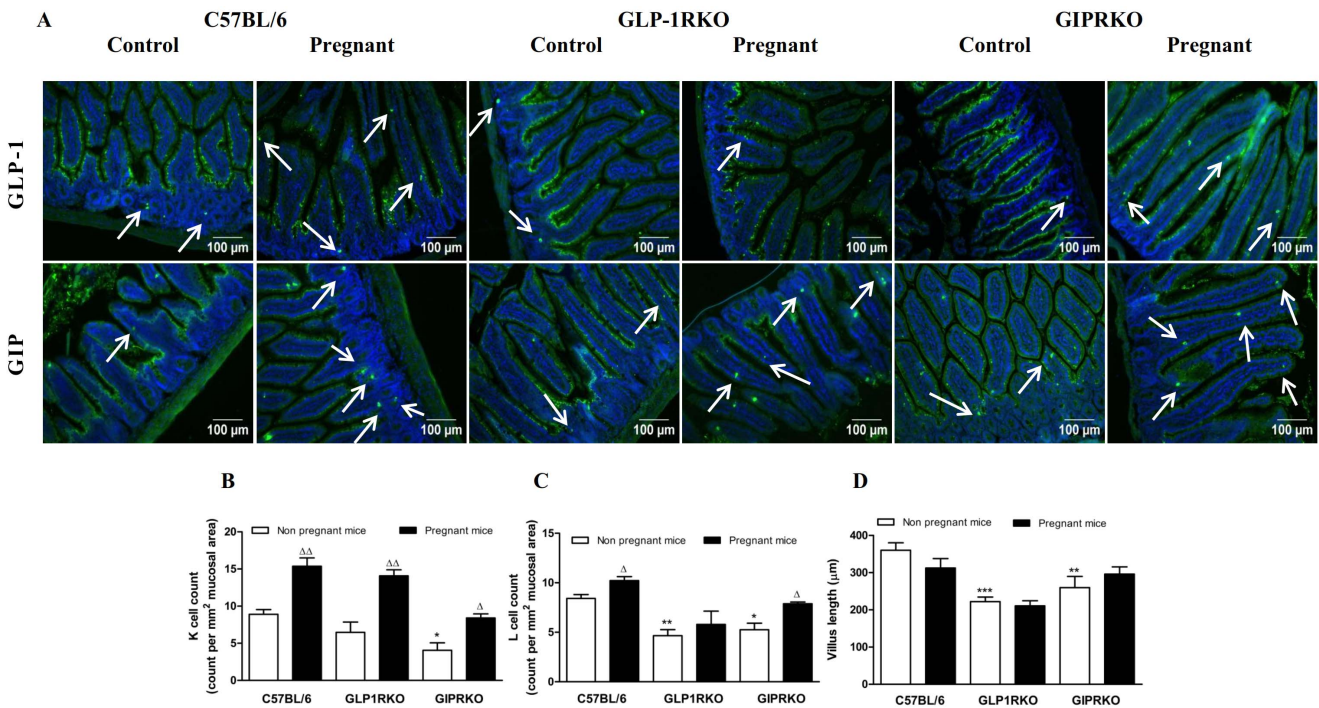 A
C57BL/6 GLP-1RKO GIPRKO
Control Pregnant Control Pregnant Control Pregnant
GLP-1
100 µm 100 µm 100 µm 100 µm 100 µm 100 µm
GIP
100 µm 100 µm 100 µm 100 µm 100 µm 100 µm
B
Non pregnant mice Pregnant mice
K cell count
(count per mm² mucosal area)
20
15
10
5
0
ΔΔ ΔΔ * Δ
C57BL/6 GLP1RKO GIPRKO
C
Non pregnant mice Pregnant mice
L cell count
(count per mm² mucosal area)
15
10
5
0
Δ ** * Δ
C57BL/6 GLP1RKO GIPRKO
D
Non pregnant mice Pregnant mice
Villus length (µm)
400
300
200
100
0
*** **
C57BL/6 GLP1RKO GIPRKO